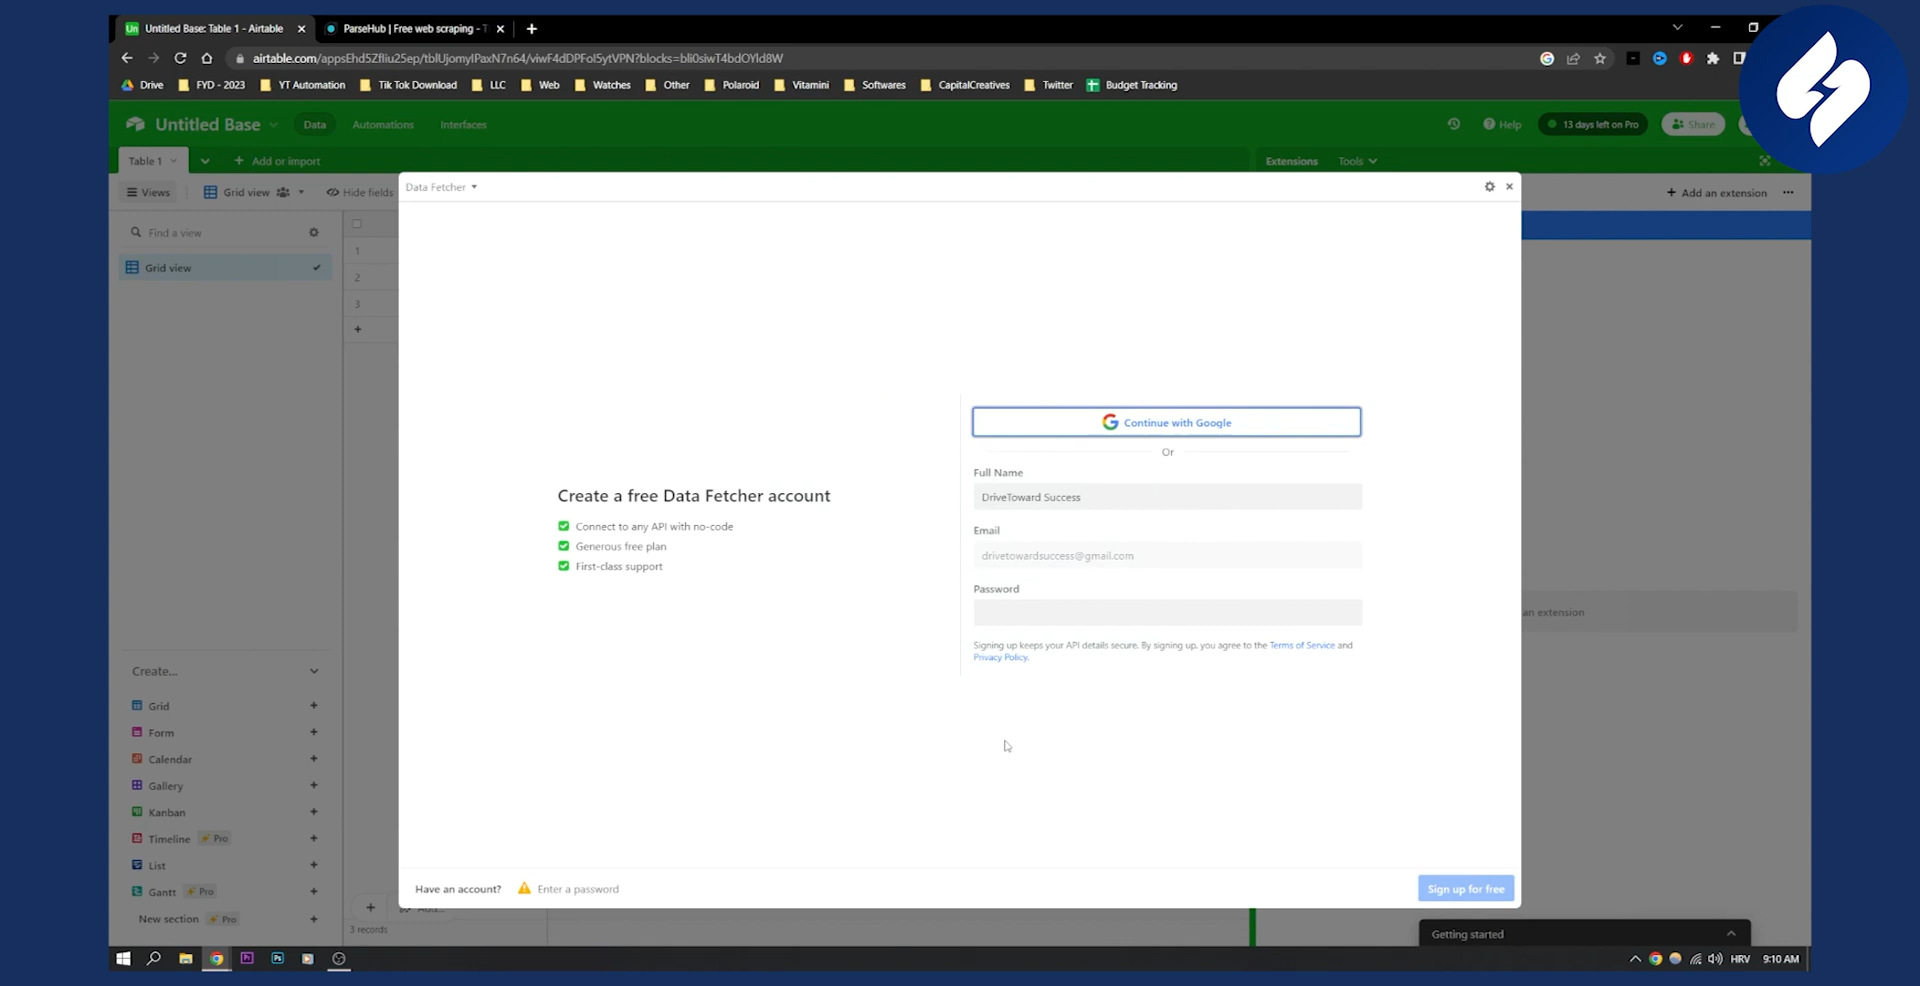 Un Untitled Base: Table 1 - Airtable
ParseHub | Free web scraping -
airtable.com/appsEhd5Zfliu25ep/tblUjomylPaxN7n64/viwF4dDPFol5ytVPN?blocks=bli0siwT4bdOYld8W
Drive FYD - 2023 YT Automation Tik Tok Download LLC Web Watches Other Polaroid Vitamini Softwares CapitalCreatives Twitter Budget Tracking
Untitled Base Data Automations Interfaces Help 13 days left on Pro Share
Table 1 + Add or import Extensions Tools
Views Grid view Hide fields + Add an extension
Data Fetcher
Find a view
Grid view
1
2
3
+
Continue with Google
Or
Full Name
DriveToward Success
Email
drivetowardsuccess@gmail.com
Password
Create a free Data Fetcher account
Connect to any API with no-code
Generous free plan
First-class support
Signing up keeps your API details secure. By signing up, you agree to the Terms of Service and
Privacy Policy.
an extension
Create...
Grid +
Form +
Calendar +
Gallery +
Kanban +
Timeline Pro +
List +
Gantt Pro +
New section Pro +
Have an account? Enter a password Sign up for free
+ Add...
3 records
Getting started
Pr Ps HRV 9:10 AM